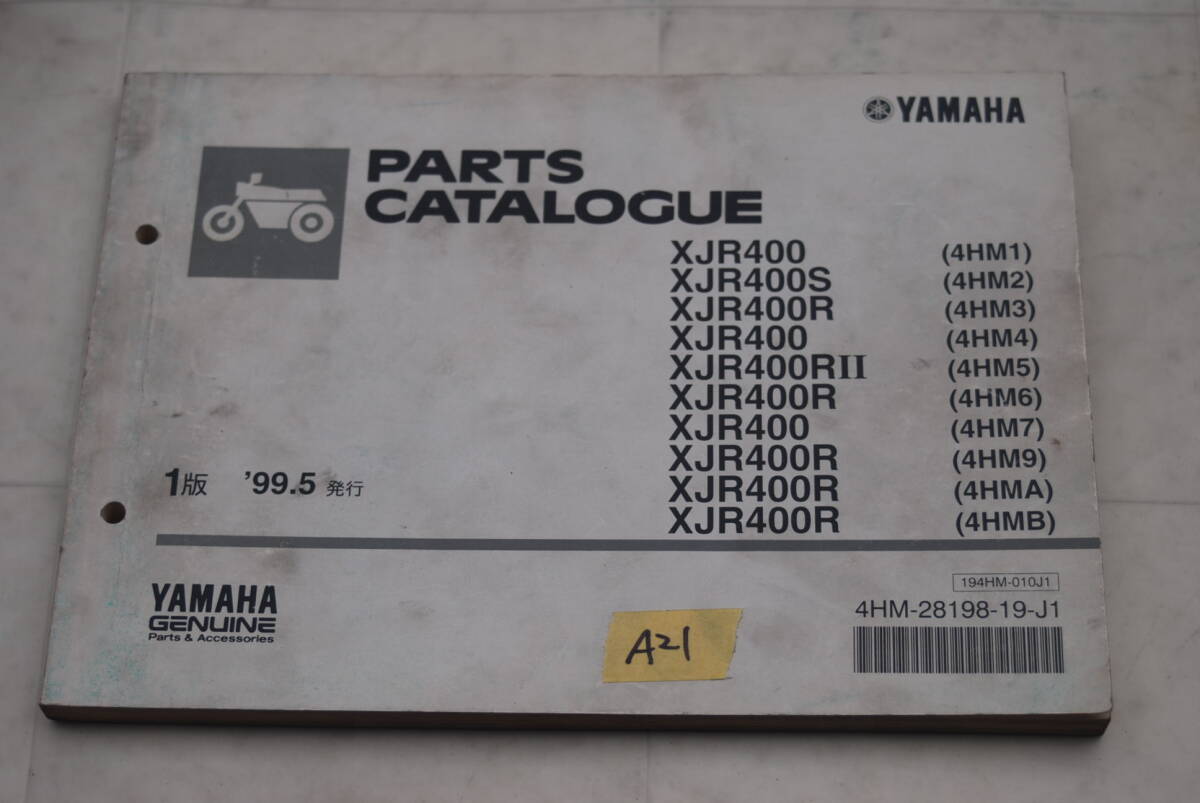 YAMAHA
PARTS
CATALOGUE
XJR400 (4HM1)
XJR400S (4HM2)
XJR400R (4HM3)
XJR400 (4HM4)
XJR400RII (4HM5)
XJR400R (4HM6)
XJR400 (4HM7)
XJR400R (4HM9)
XJR400R (4HMA)
XJR400R (4HMB)
1版 '99.5 発行
194HM-010J1
4HM-28198-19-J1
YAMAHA
GENUINE
Parts & Accessories
A21